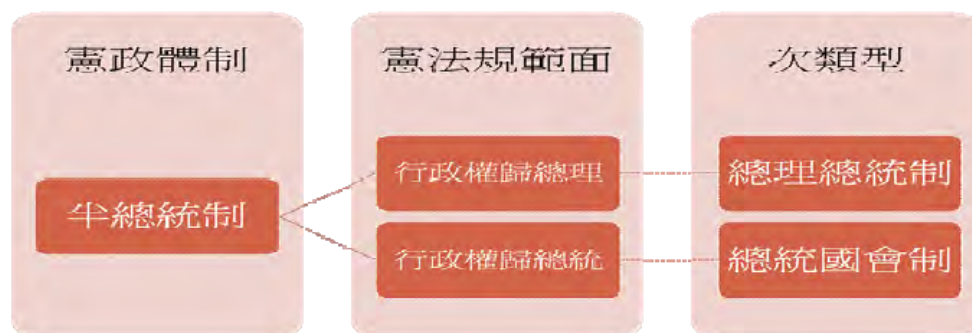 憲政體制
憲法規範面
次類型
半總統制
行政權歸總理
總理總統制
行政權歸總統
總統國會制